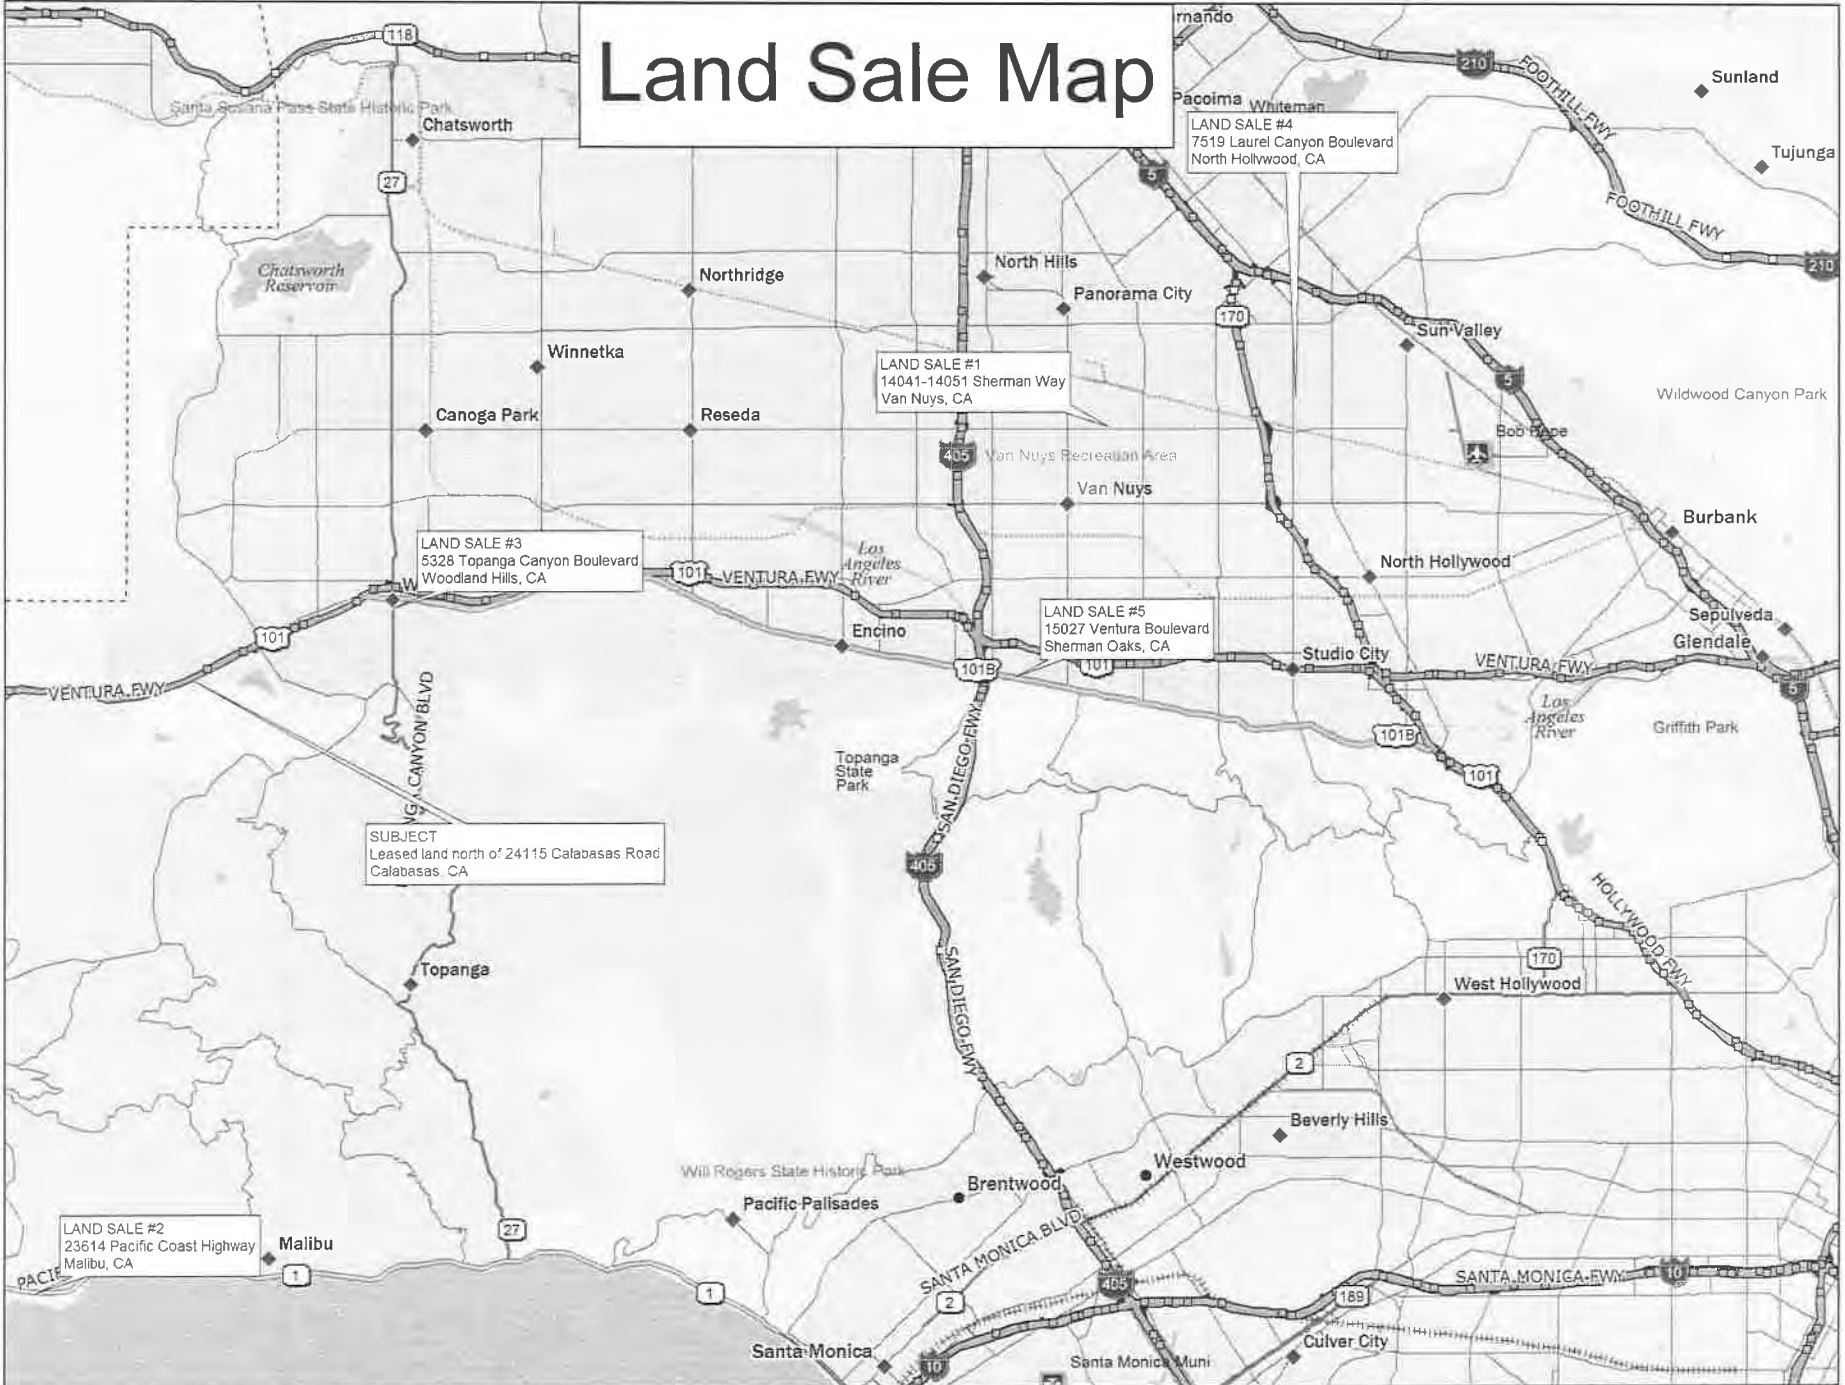 Land Sale Map
rnando
118
210
FOOTHILL FWY
Sunland
Santa Susana Pass State Historic Park
Pacoima
Whiteman
Chatsworth
LAND SALE #4
7519 Laurel Canyon Boulevard
North Hollywood, CA
Tujunga
27
5
FOOTHILL FWY
210
Chatsworth
Reservoir
Northridge
North Hills
Panorama City
170
Sun Valley
Winnetka
LAND SALE #1
14041-14051 Sherman Way
Van Nuys, CA
5
Wildwood Canyon Park
Canoga Park
Reseda
Bob Hope
405
Van Nuys Recreation Area
Van Nuys
Burbank
LAND SALE #3
5328 Topanga Canyon Boulevard
Woodland Hills, CA
Los
Angeles
River
W
101
VENTURA FWY
North Hollywood
LAND SALE #5
15027 Ventura Boulevard
Sherman Oaks, CA
Sepulveda
101
Encino
Glendale
Studio City
101B
101
VENTURA FWY
VENTURA FWY
5
NGA CANYON BLVD
Los
Angeles
River
Griffith Park
101B
SAN DIEGO FWY
Topanga
State
Park
101
SUBJECT
Leased land north of 24115 Calabasas Road
Calabasas, CA
405
HOLLYWOOD FWY
SAN DIEGO FWY
170
Topanga
West Hollywood
2
Beverly Hills
Will Rogers State Historic Park
Westwood
Brentwood
Pacific Palisades
LAND SALE #2
23614 Pacific Coast Highway
Malibu, CA
27
Malibu
SANTA MONICA BLVD
PACIF
1
1
405
SANTA MONICA FWY
10
2
189
Santa Monica
10
Santa Monica Muni
Culver City